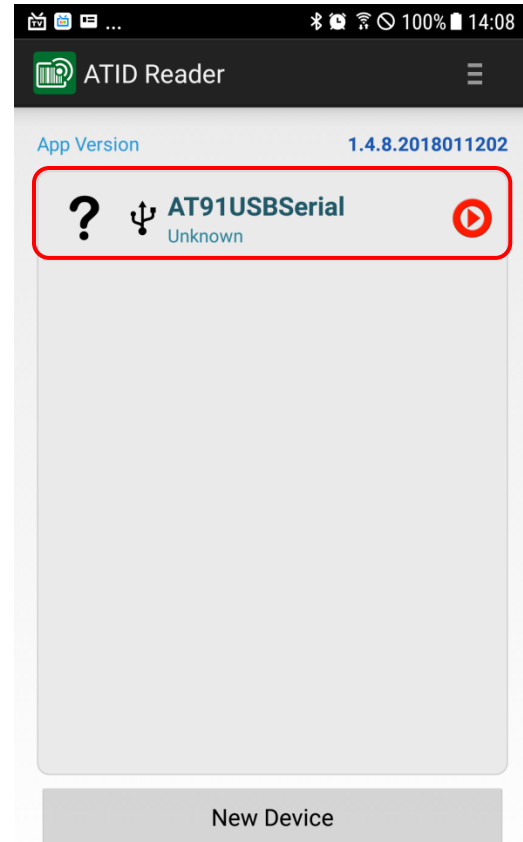 ... 100% 14:08
ATID Reader
App Version 1.4.8.2018011202
? AT91USBSerial
Unknown
New Device